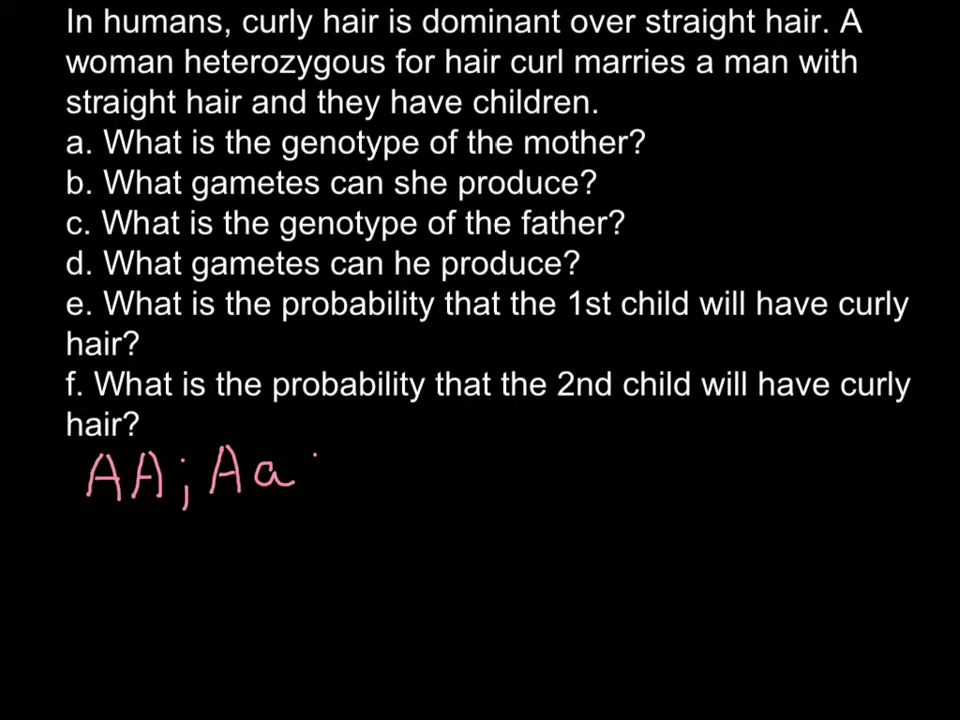 In humans, curly hair is dominant over straight hair. A
woman heterozygous for hair curl marries a man with
straight hair and they have children.
a. What is the genotype of the mother?
b. What gametes can she produce?
c. What is the genotype of the father?
d. What gametes can he produce?
e. What is the probability that the 1st child will have curly
hair?
f. What is the probability that the 2nd child will have curly
hair?
AA; Aa